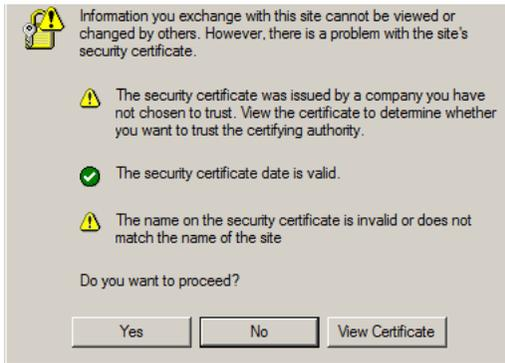 Information you exchange with this site cannot be viewed or
changed by others. However, there is a problem with the site's
security certificate.
The security certificate was issued by a company you have
not chosen to trust. View the certificate to determine whether
you want to trust the certifying authority.
The security certificate date is valid.
The name on the security certificate is invalid or does not
match the name of the site
Do you want to proceed?
Yes No View Certificate